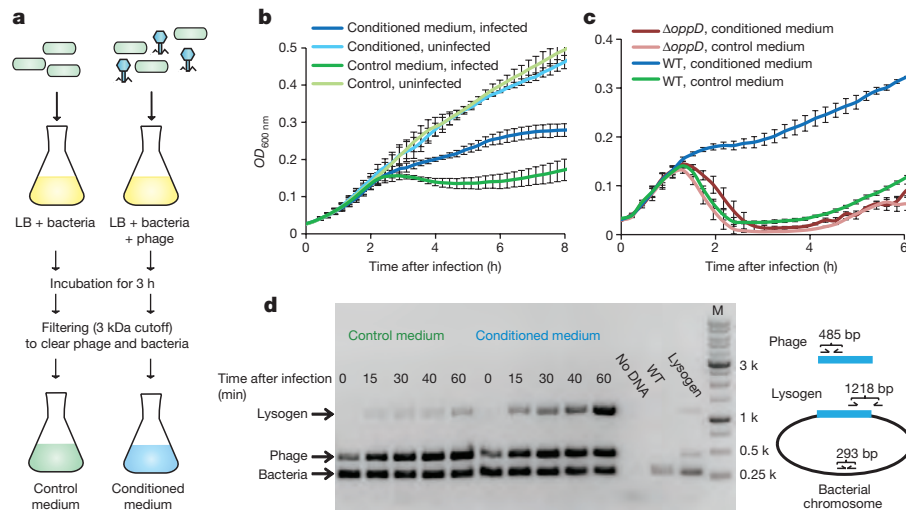 a
LB + bacteria
LB + bacteria
+ phage
Incubation for 3 h
Filtering (3 kDa cutoff)
to clear phage and bacteria
Control
medium
Conditioned
medium
b
Conditioned medium, infected
Conditioned, uninfected
Control medium, infected
Control, uninfected
OD600 nm
0.5
0.4
0.3
0.2
0.1
0
0 2 4 6 8
Time after infection (h)
c
ΔoppD, conditioned medium
ΔoppD, control medium
WT, conditioned medium
WT, control medium
0.4
0.3
0.2
0.1
0
0 2 4 6
Time after infection (h)
d
Control medium
Conditioned medium
No DNA
WT
Lysogen
M
Time after infection
(min)
0 15 30 40 60 0 15 30 40 60
Lysogen
Phage
Bacteria
3 k
1 k
0.5 k
0.25 k
485 bp
Phage
1218 bp
Lysogen
293 bp
Bacterial
chromosome